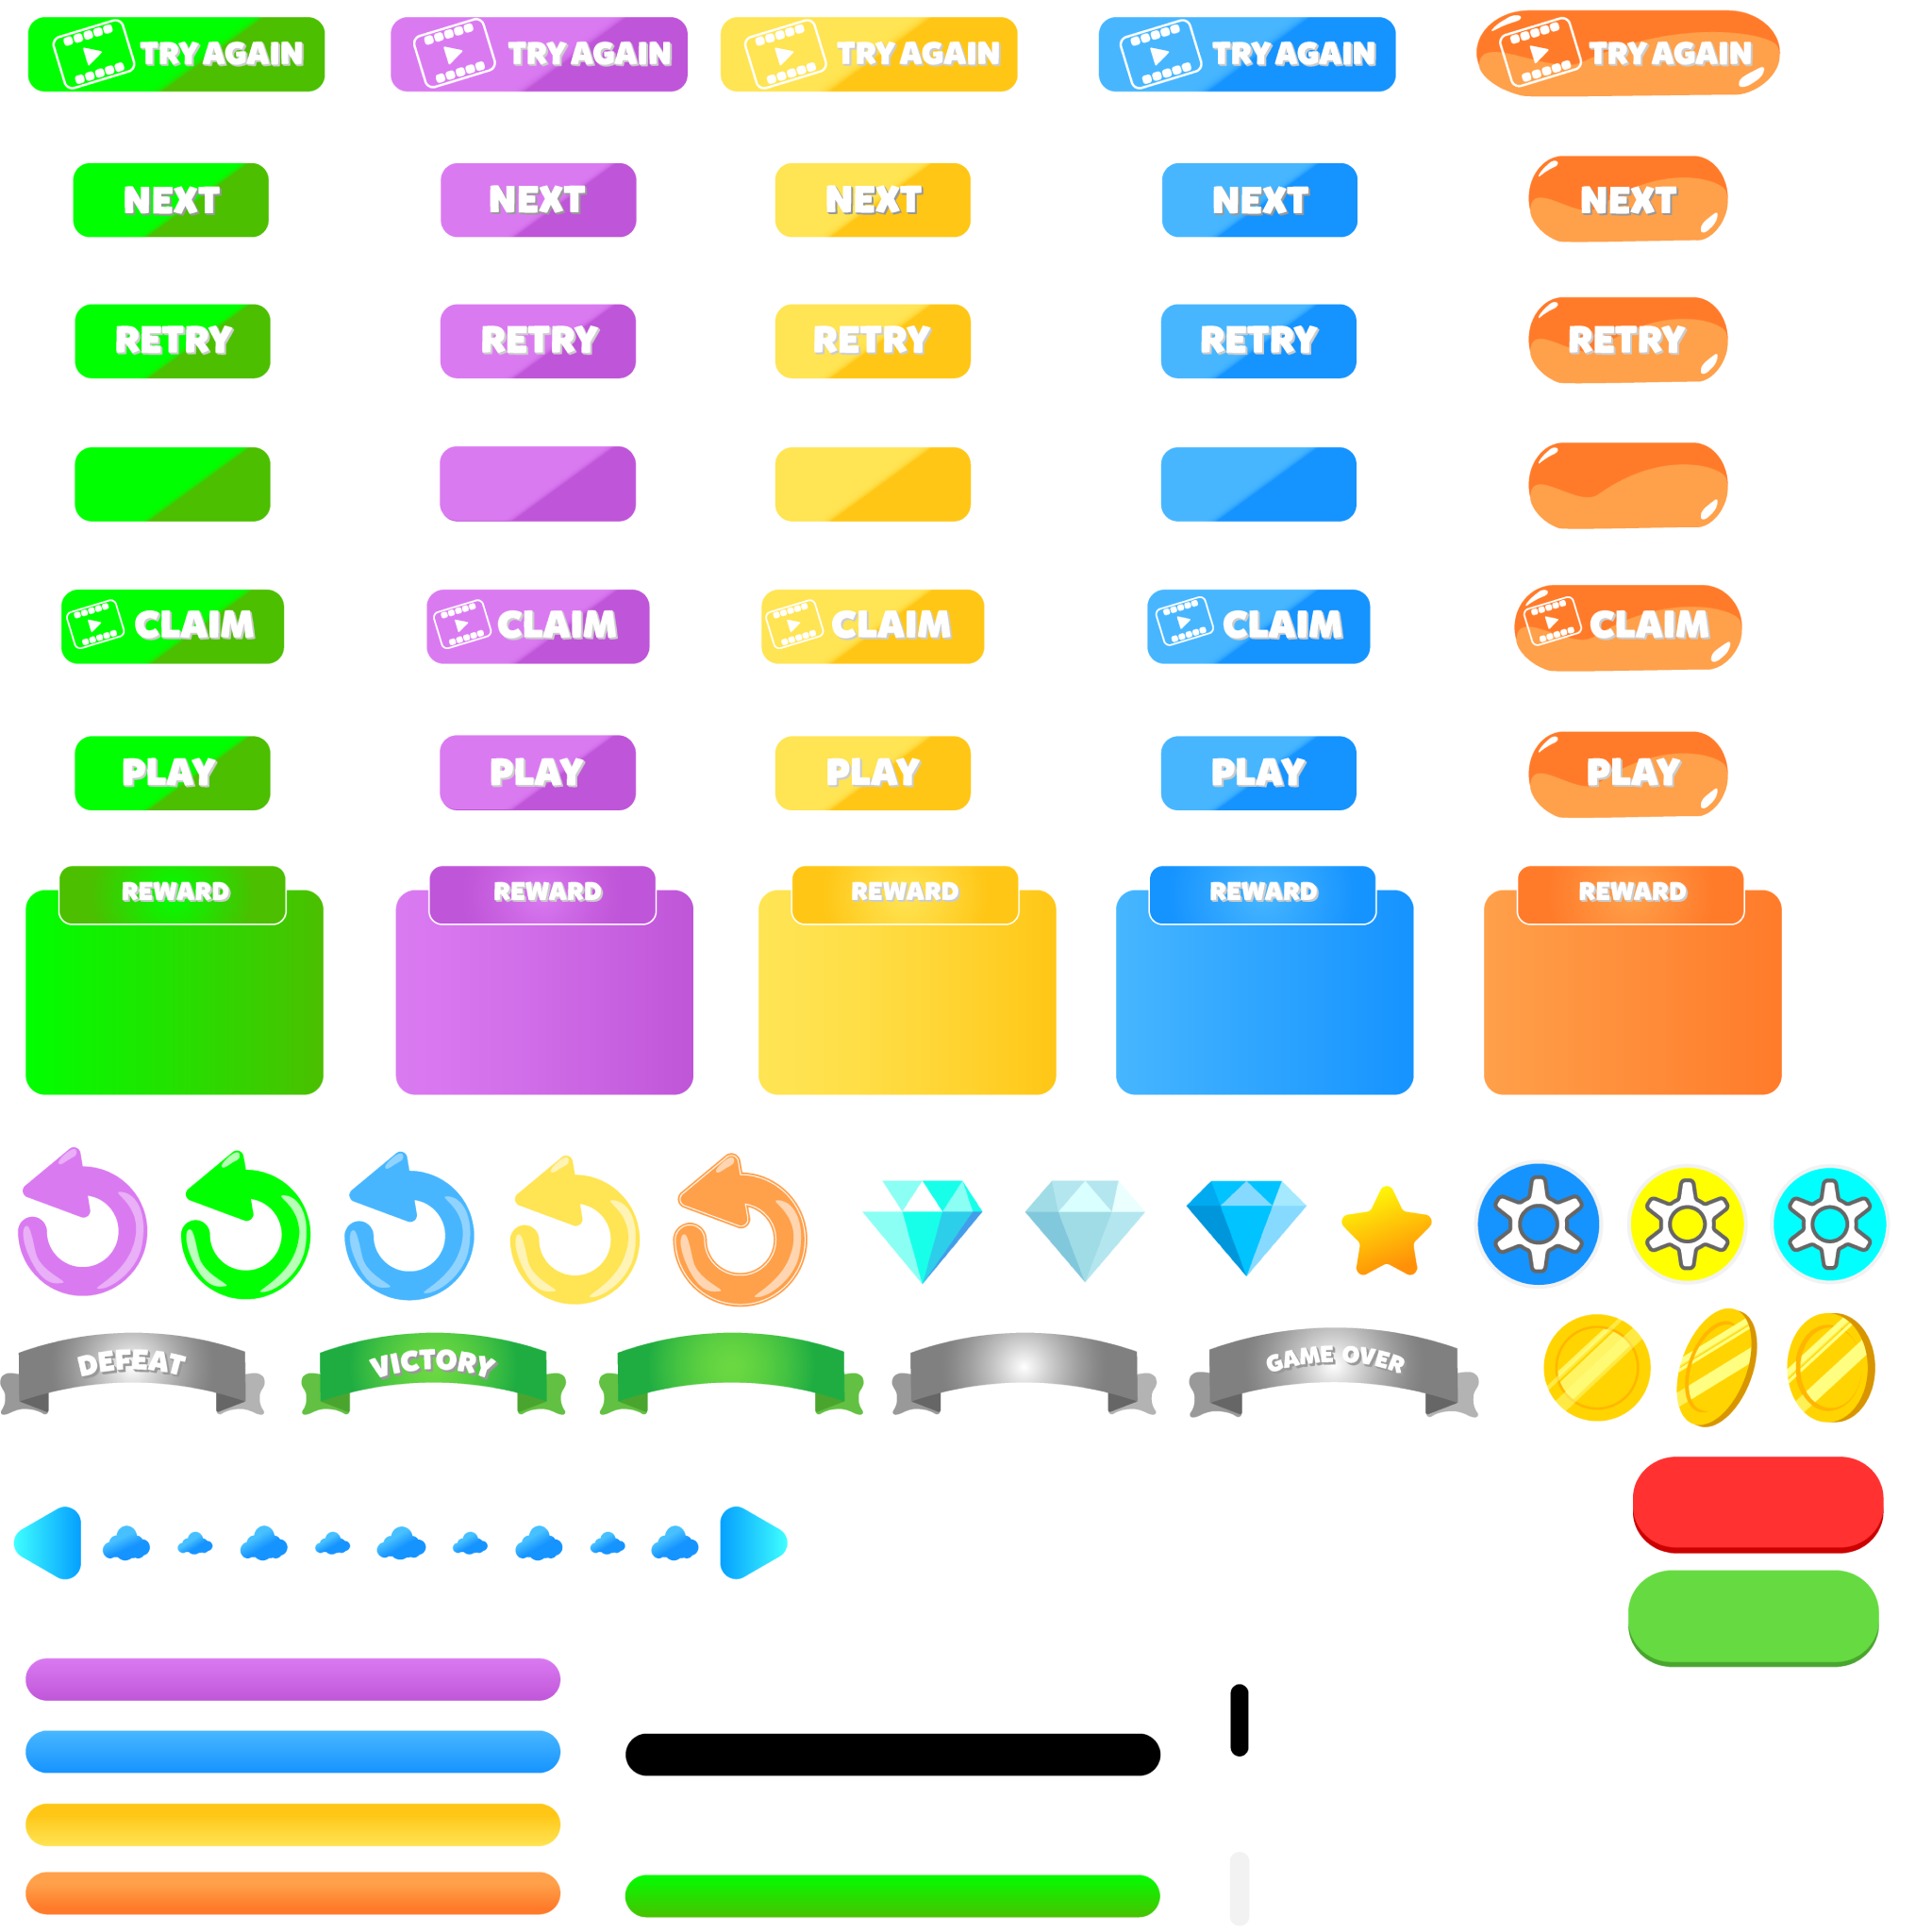 TRY AGAIN TRY AGAIN TRY AGAIN TRY AGAIN TRY AGAIN
NEXT NEXT NEXT NEXT NEXT
RETRY RETRY RETRY RETRY RETRY
CLAIM CLAIM CLAIM CLAIM CLAIM
PLAY PLAY PLAY PLAY PLAY
REWARD REWARD REWARD REWARD REWARD
DEFEAT VICTORY GAME OVER